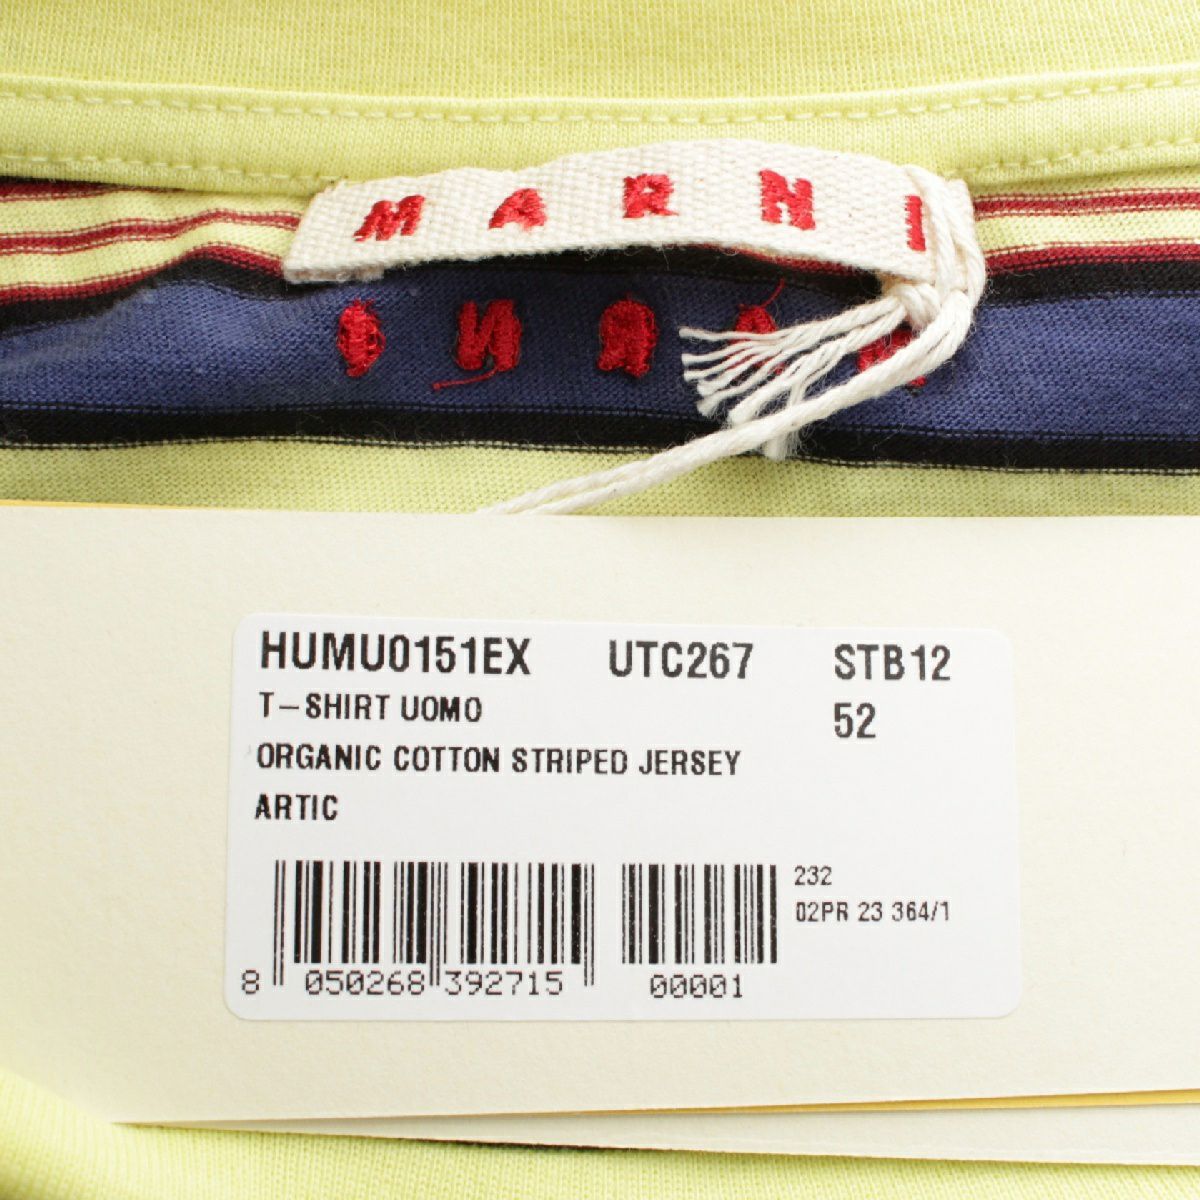 MARNI
HUMU0151EX UTC267 STB12
T-SHIRT UOMO 52
ORGANIC COTTON STRIPED JERSEY
ARTIC
232
02PR 23 364/1
8 050268 392715 00001